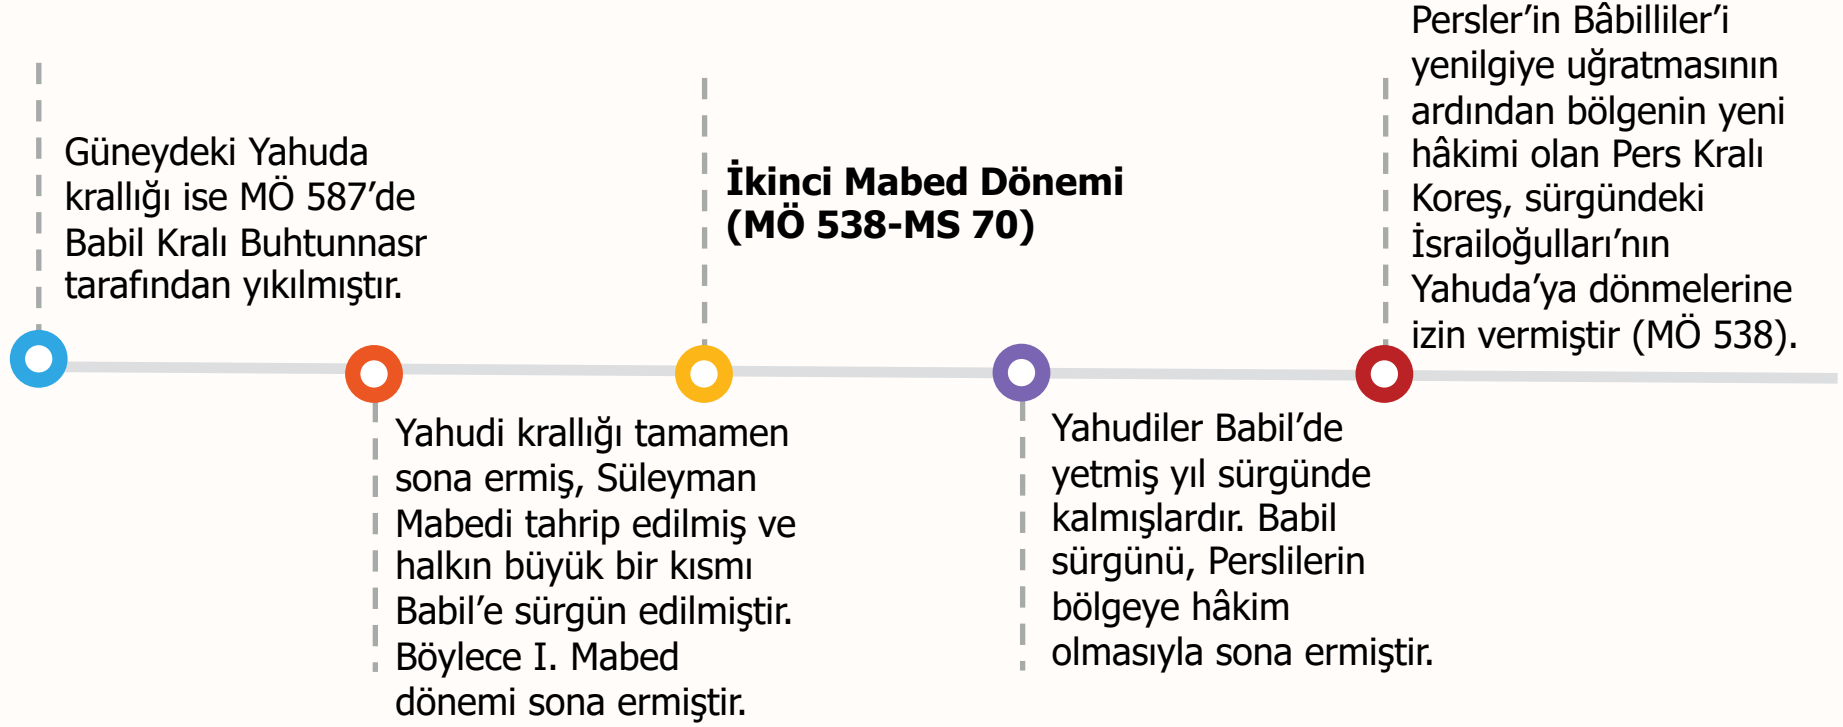 Güneydeki Yahuda
krallığı ise MÖ 587’de
Babil Kralı Buhtunnasr
tarafından yıkılmıştır.
Yahudi krallığı tamamen
sona ermiş, Süleyman
Mabedi tahrip edilmiş ve
halkın büyük bir kısmı
Babil’e sürgün edilmiştir.
Böylece I. Mabed
dönemi sona ermiştir.
İkinci Mabed Dönemi
(MÖ 538-MS 70)
Yahudiler Babil’de
yetmiş yıl sürgünde
kalmışlardır. Babil
sürgünü, Perslilerin
bölgeye hâkim
olmasıyla sona ermiştir.
Persler’in Bâbilliler’i
yenilgiye uğratmasının
ardından bölgenin yeni
hâkimi olan Pers Kralı
Koreş, sürgündeki
İsrailoğulları’nın
Yahuda’ya dönmelerine
izin vermiştir (MÖ 538).